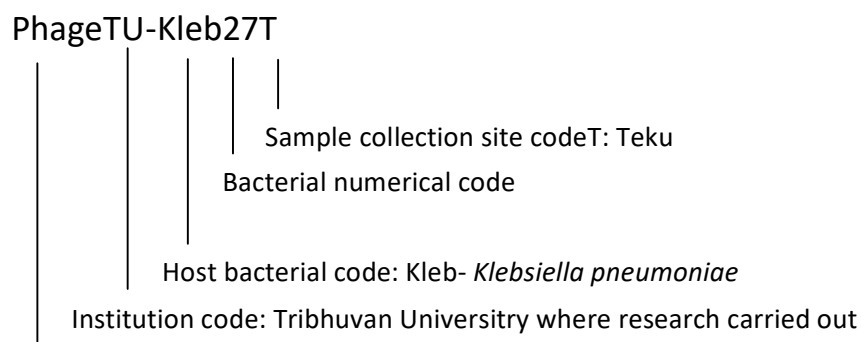 PhageTU-Kleb27T
Sample collection site codeT: Teku
Bacterial numerical code
Host bacterial code: Kleb- Klebsiella pneumoniae
Institution code: Tribhuvan Universitry where research carried out